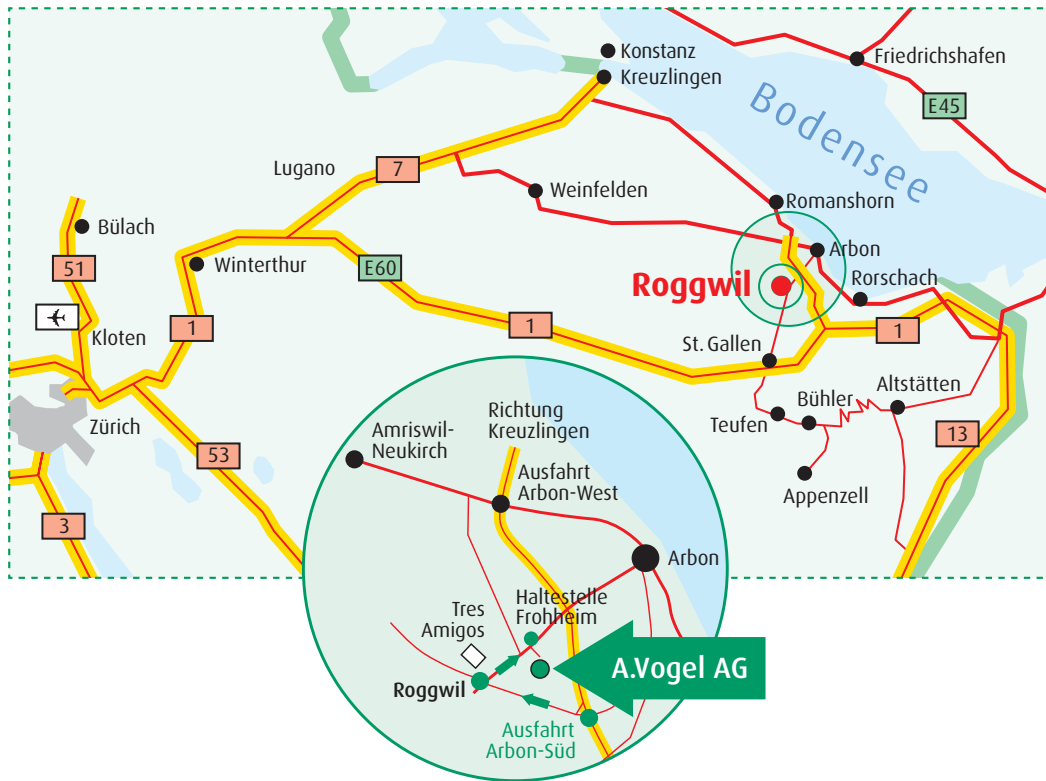 Konstanz
Kreuzlingen
Friedrichshafen
E45
Bodensee
Lugano
7
Weinfelden
Romanshorn
Bülach
Arbon
Winterthur
51
E60
Roggwil
Rorschach
Kloten
1
1
1
St. Gallen
Zürich
Altstätten
Bühler
Teufen
13
53
Appenzell
3
Richtung
Kreuzlingen
Amriswil-
Neukirch
Ausfahrt
Arbon-West
Arbon
Haltestelle
Frohheim
Tres
Amigos
A.Vogel AG
Roggwil
Ausfahrt
Arbon-Süd